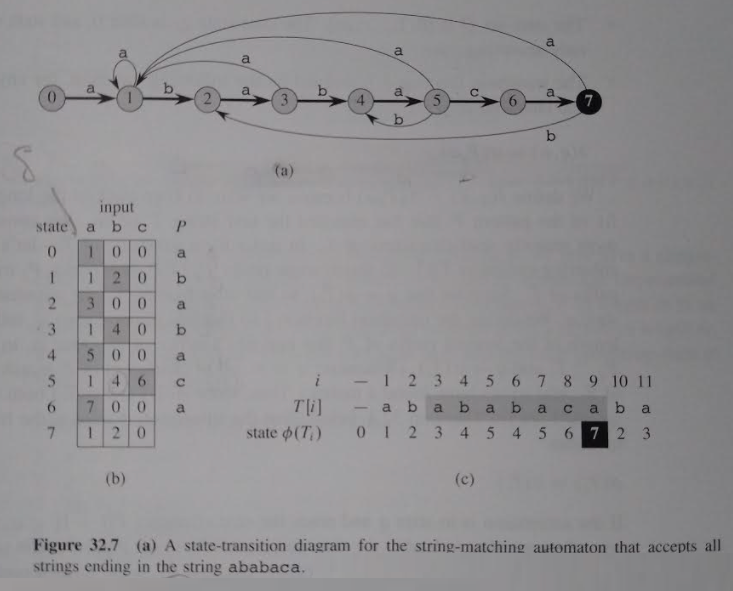 a a a a
0 a 1 b 2 a 3 b 4 a 5 c 6 a 7
b
b
(a)
δ
input
state a b c P
0 1 0 0 a
1 1 2 0 b
2 3 0 0 a
3 1 4 0 b
4 5 0 0 a
5 1 4 6 c
6 7 0 0 a
7 1 2 0
(b)
i — 1 2 3 4 5 6 7 8 9 10 11
T[i] — a b a b a b a c a b a
state ϕ(Ti) 0 1 2 3 4 5 4 5 6 7 2 3
(c)
Figure 32.7 (a) A state-transition diagram for the string-matching automaton that accepts all
strings ending in the string ababaca.